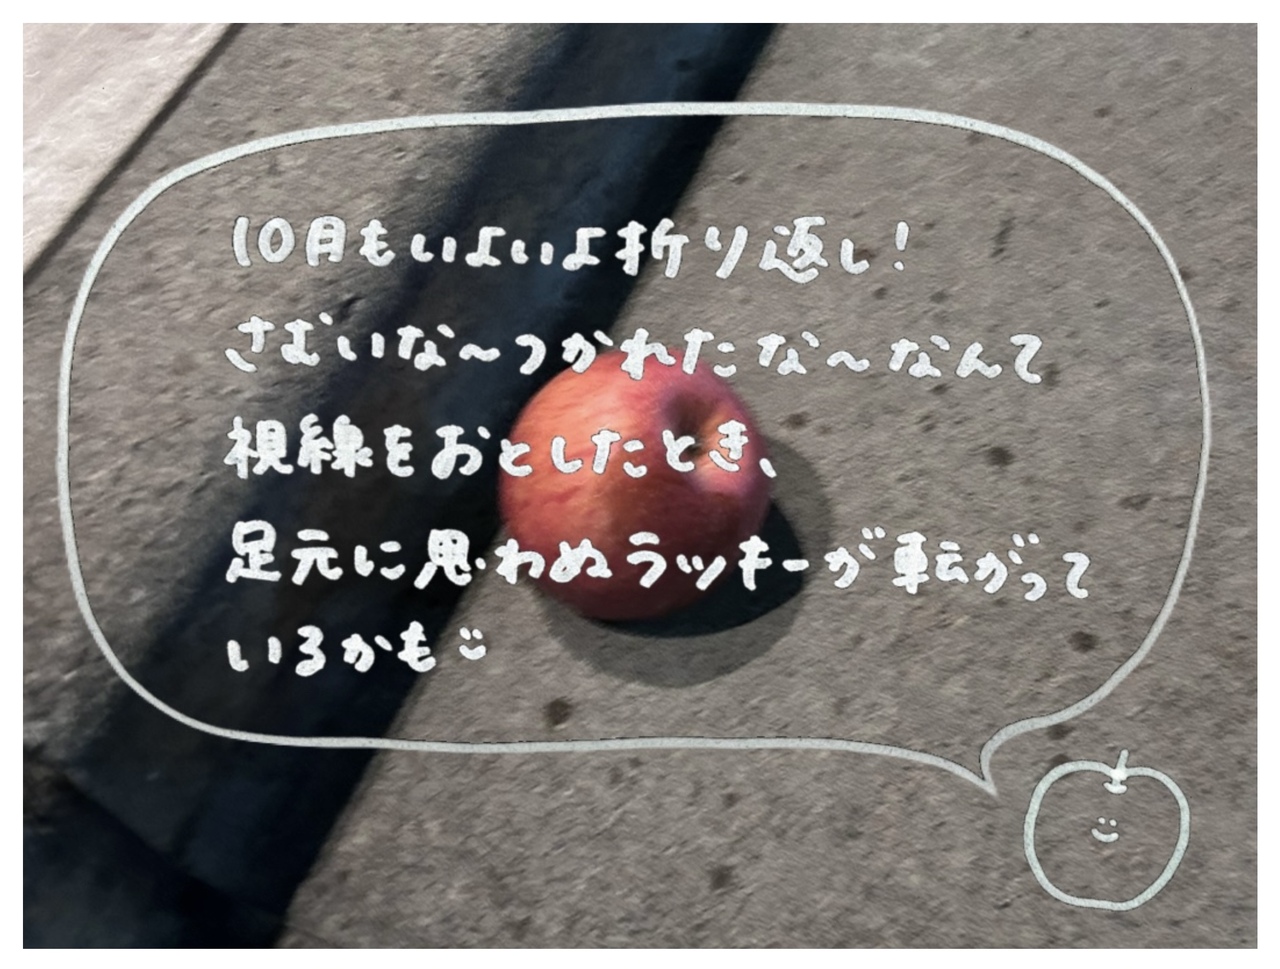 10月もいよいよ折り返し!
さむいな～つかれたな～なんて
視線をおとしたとき、
足元に思わぬラッキーが転がって
いるかも